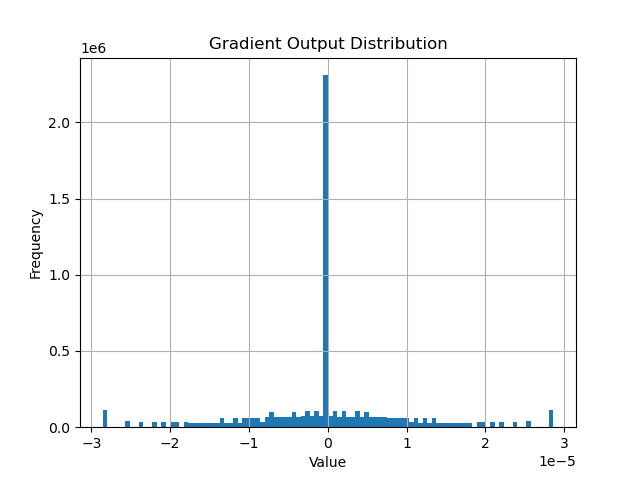 Gradient Output Distribution
1e6
2.0
1.5
1.0
0.5
0.0
Frequency
−3 −2 −1 0 1 2 3
1e−5
Value